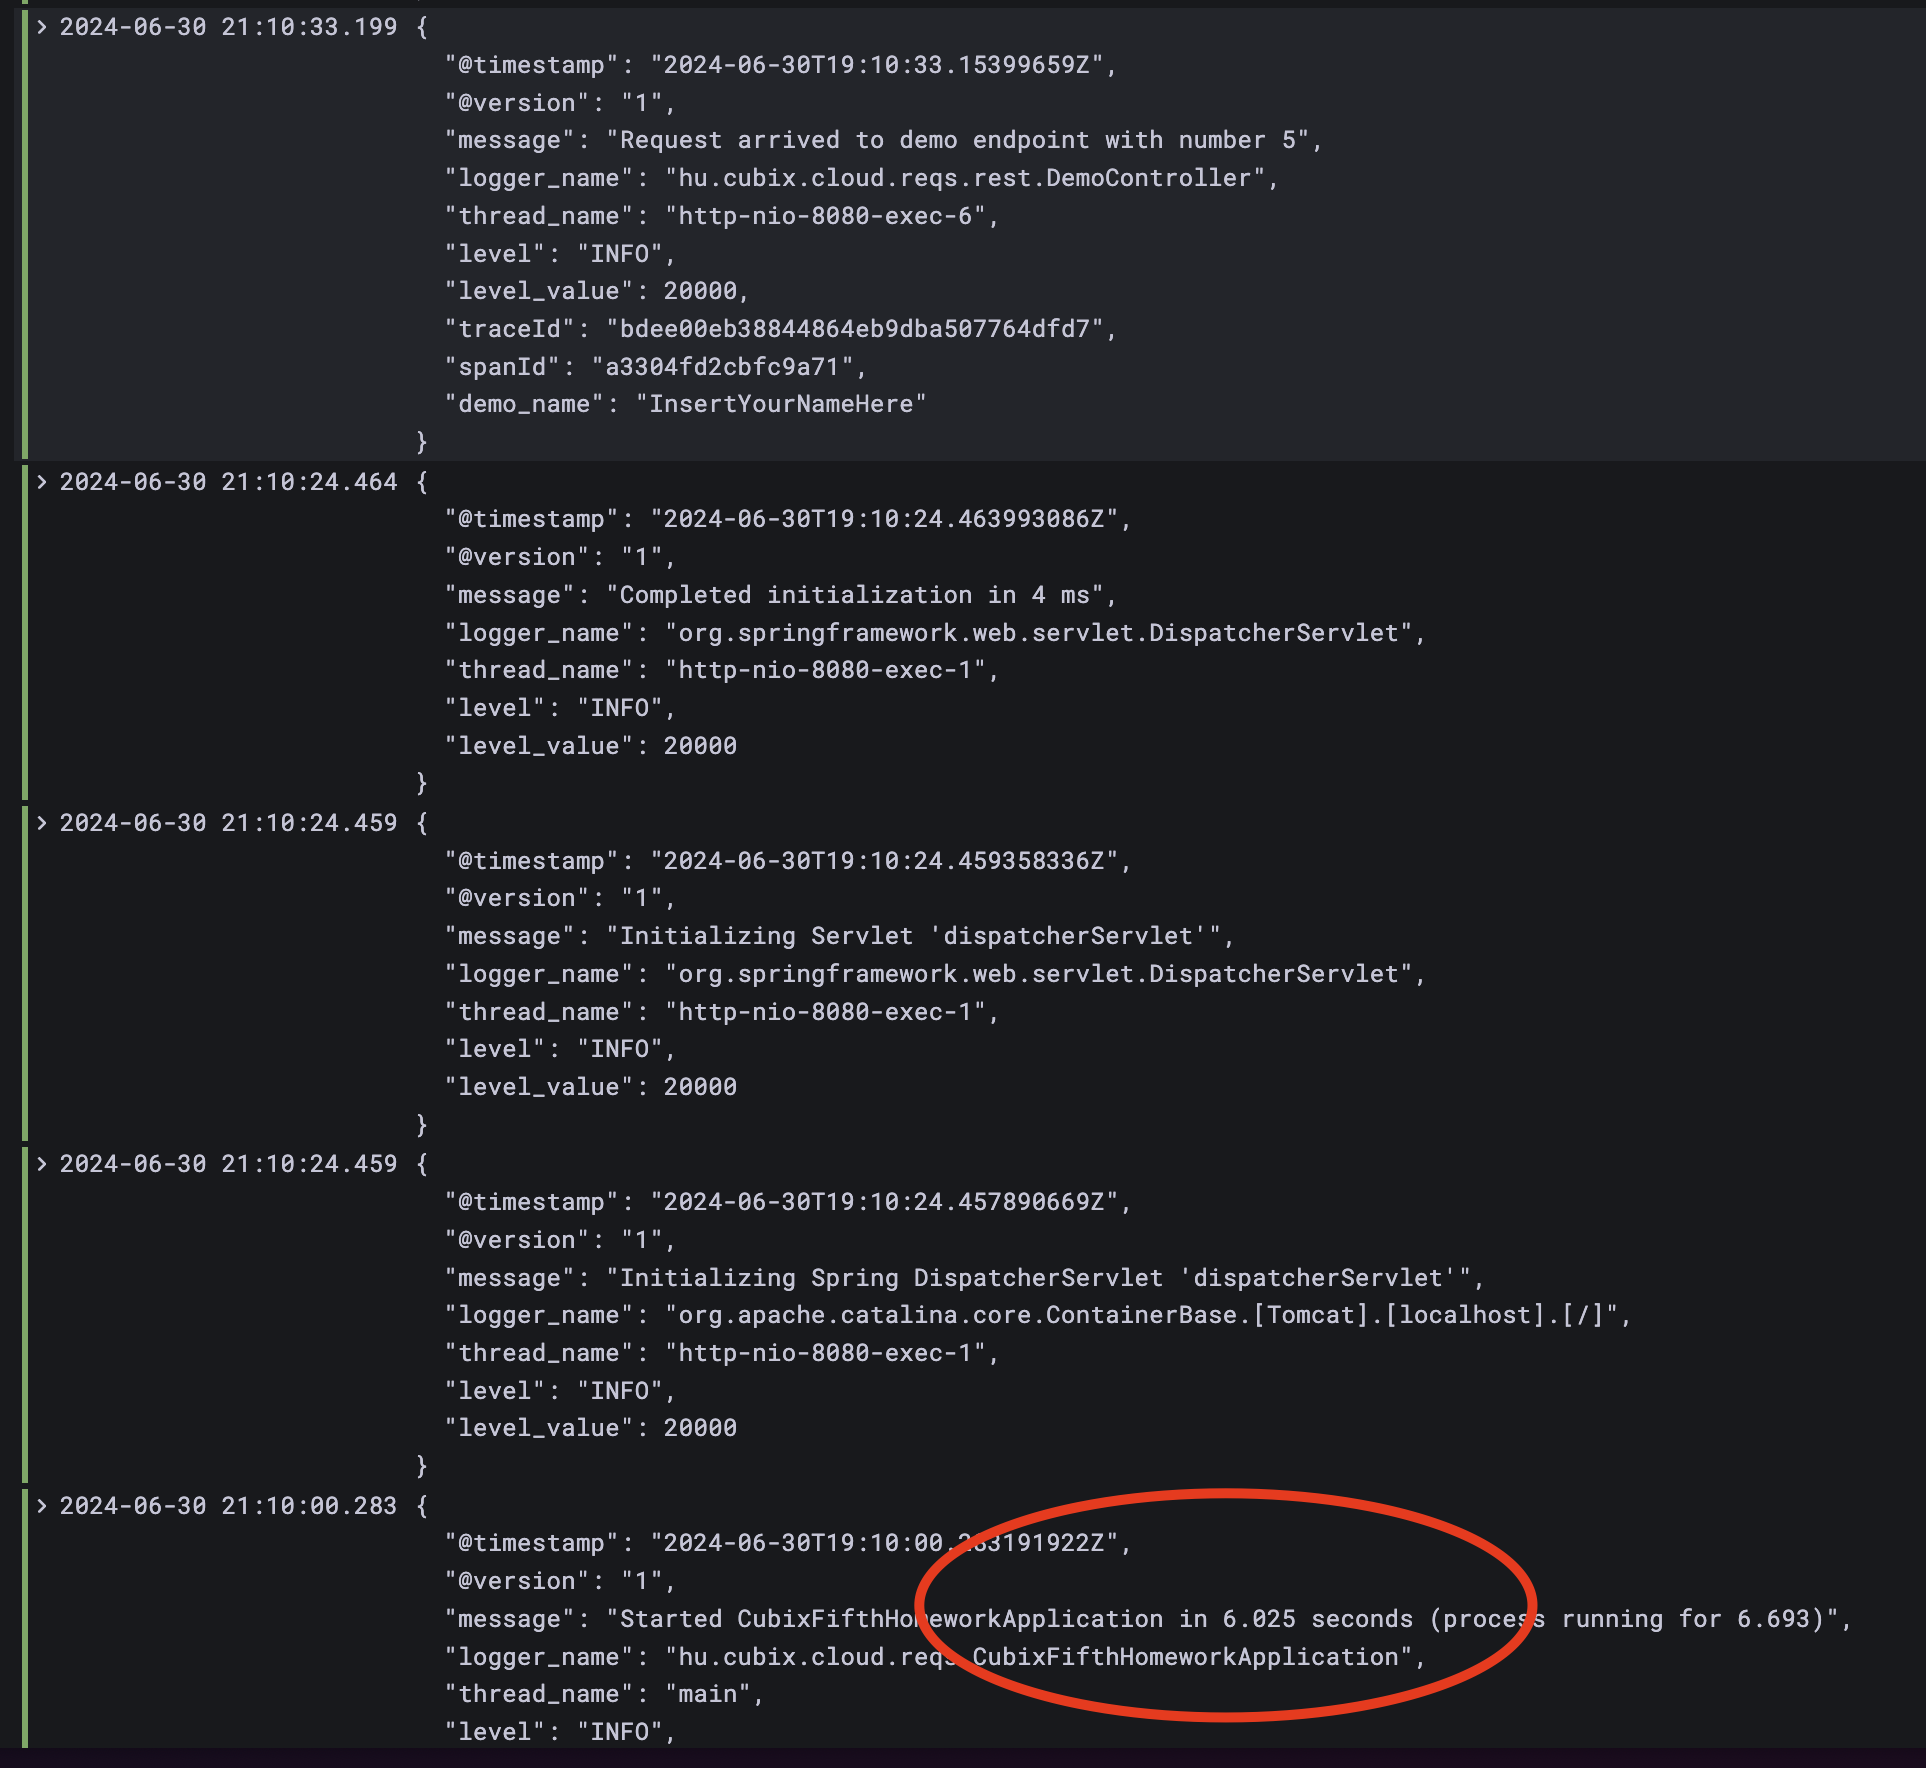 2024-06-30 21:10:33.199 {
"@timestamp": "2024-06-30T19:10:33.15399659Z",
"@version": "1",
"message": "Request arrived to demo endpoint with number 5",
"logger_name": "hu.cubix.cloud.reqs.rest.DemoController",
"thread_name": "http-nio-8080-exec-6",
"level": "INFO",
"level_value": 20000,
"traceId": "bdee00eb38844864eb9dba507764dfd7",
"spanId": "a3304fd2cbfc9a71",
"demo_name": "InsertYourNameHere"
}
2024-06-30 21:10:24.464 {
"@timestamp": "2024-06-30T19:10:24.463993086Z",
"@version": "1",
"message": "Completed initialization in 4 ms",
"logger_name": "org.springframework.web.servlet.DispatcherServlet",
"thread_name": "http-nio-8080-exec-1",
"level": "INFO",
"level_value": 20000
}
2024-06-30 21:10:24.459 {
"@timestamp": "2024-06-30T19:10:24.459358336Z",
"@version": "1",
"message": "Initializing Servlet 'dispatcherServlet'",
"logger_name": "org.springframework.web.servlet.DispatcherServlet",
"thread_name": "http-nio-8080-exec-1",
"level": "INFO",
"level_value": 20000
}
2024-06-30 21:10:24.459 {
"@timestamp": "2024-06-30T19:10:24.457890669Z",
"@version": "1",
"message": "Initializing Spring DispatcherServlet 'dispatcherServlet'",
"logger_name": "org.apache.catalina.core.ContainerBase.[Tomcat].[localhost].[/]",
"thread_name": "http-nio-8080-exec-1",
"level": "INFO",
"level_value": 20000
}
2024-06-30 21:10:00.283 {
"@timestamp": "2024-06-30T19:10:00.283191922Z",
"@version": "1",
"message": "Started CubixFifthHomeworkApplication in 6.025 seconds (process running for 6.693)",
"logger_name": "hu.cubix.cloud.reqs.CubixFifthHomeworkApplication",
"thread_name": "main",
"level": "INFO",